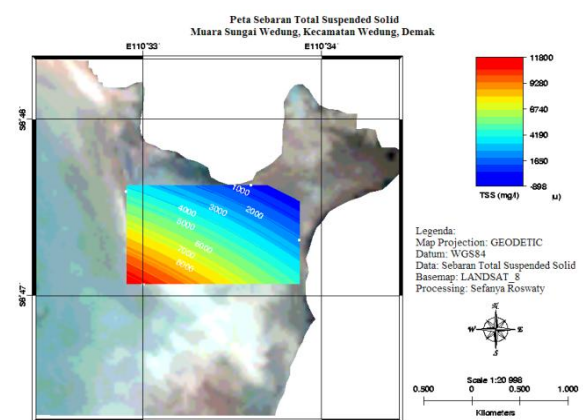 Peta Sebaran Total Suspended Solid
Muara Sungai Wedung, Kecamatan Wedung, Demak
E110°33
E110°34
S6°46
S6°47
1000
2000
3000
4000
5000
6000
7000
8000
11800
9280
6740
4190
1650
-898
TSS (mg/l)
Legenda:
Map Projection: GEODETIC
Datum: WGS84
Data: Sebaran Total Suspended Solid
Basemap: LANDSAT_8
Processing: Sefanya Roswaty
N
W
E
S
Scale 1:20 998
0.500 0 0.500 1.000
Kilometers